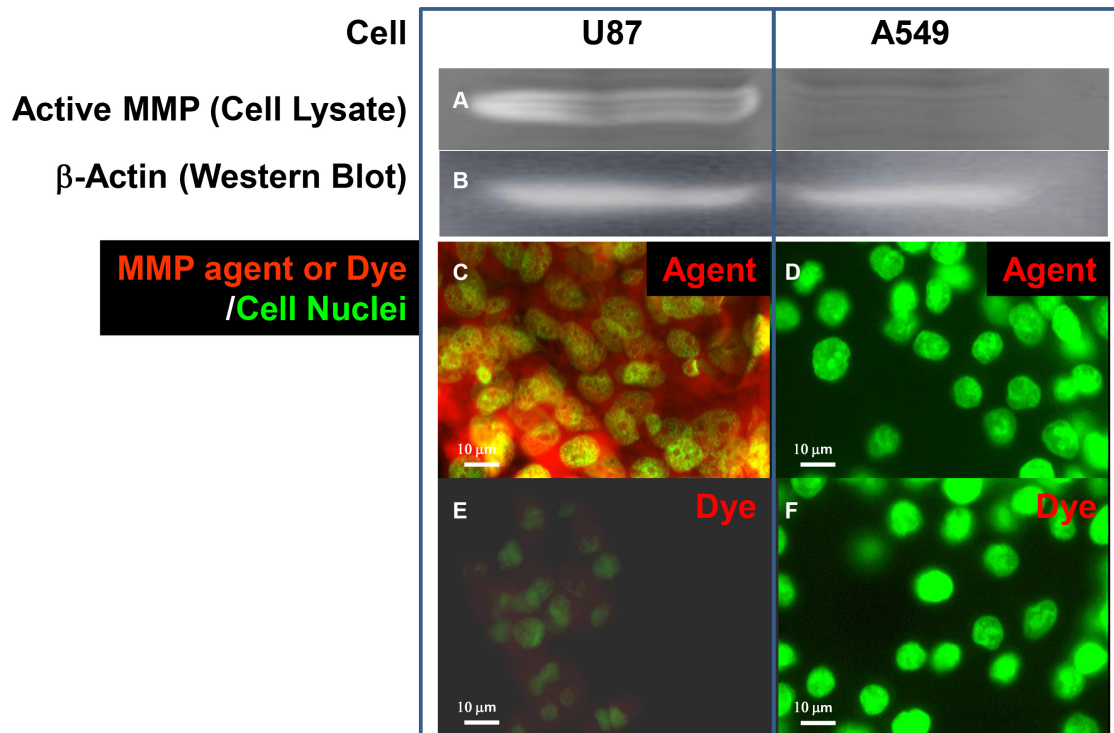 Cell
U87
A549
Active MMP (Cell Lysate)
A
β-Actin (Western Blot)
B
MMP agent or Dye
/Cell Nuclei
C
Agent
D
Agent
10 μm
10 μm
E
Dye
F
Dye
10 μm
10 μm